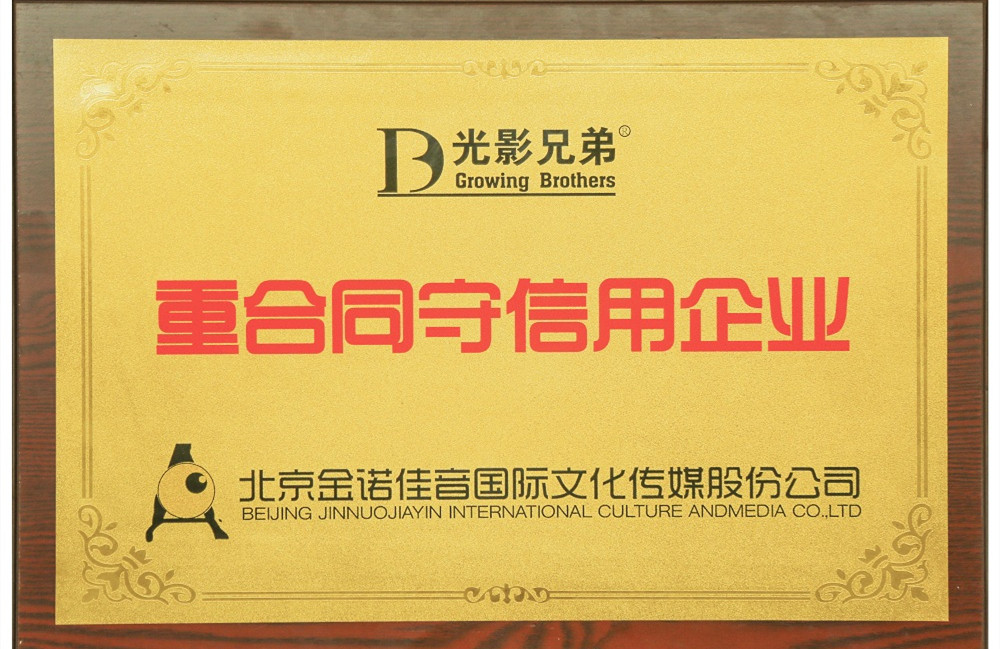 光影兄弟®
Growing Brothers
重合同守信用企业
北京金诺佳音国际文化传媒股份公司
BEIJING JINNUOJIAYIN INTERNATIONAL CULTURE ANDMEDIA CO.,LTD